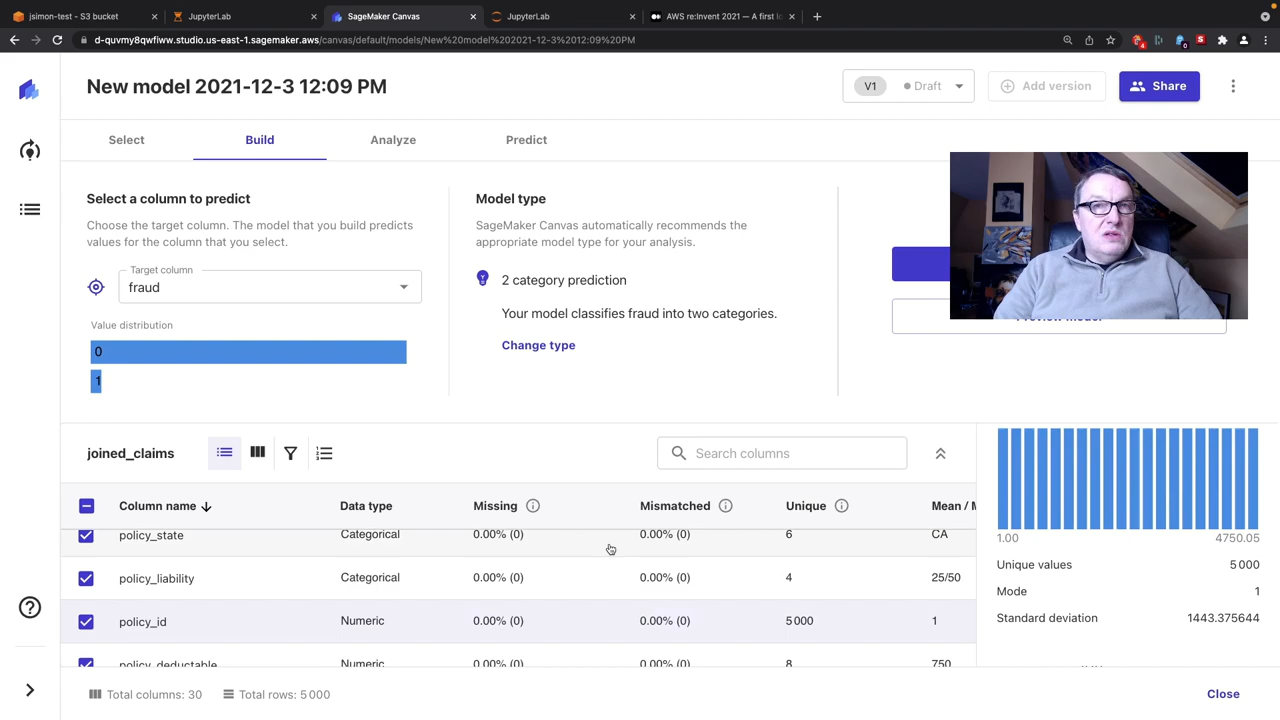 jsimon-test - S3 bucket
JupyterLab
SageMaker Canvas
JupyterLab
AWS re:Invent 2021 — A first lo
d-quvmy8qwfiww.studio.us-east-1.sagemaker.aws/canvas/default/models/New%20model%202021-12-3%2012:09%20PM
New model 2021-12-3 12:09 PM
V1
Draft
Add version
Share
Select
Build
Analyze
Predict
Select a column to predict
Choose the target column. The model that you build predicts
values for the column that you select.
Target column
fraud
Value distribution
0
1
Model type
SageMaker Canvas automatically recommends the
appropriate model type for your analysis.
2 category prediction
Your model classifies fraud into two categories.
Change type
joined_claims
Search columns
Column name
Data type
Missing
Mismatched
Unique
Mean / M
policy_state
Categorical
0.00% (0)
0.00% (0)
6
CA
policy_liability
Categorical
0.00% (0)
0.00% (0)
4
25/50
policy_id
Numeric
0.00% (0)
0.00% (0)
5 000
1
policy_deductable
Numeric
0.00% (0)
0.00% (0)
8
750
1.00
4750.05
Unique values
5 000
Mode
1
Standard deviation
1443.375644
Total columns: 30
Total rows: 5 000
Close